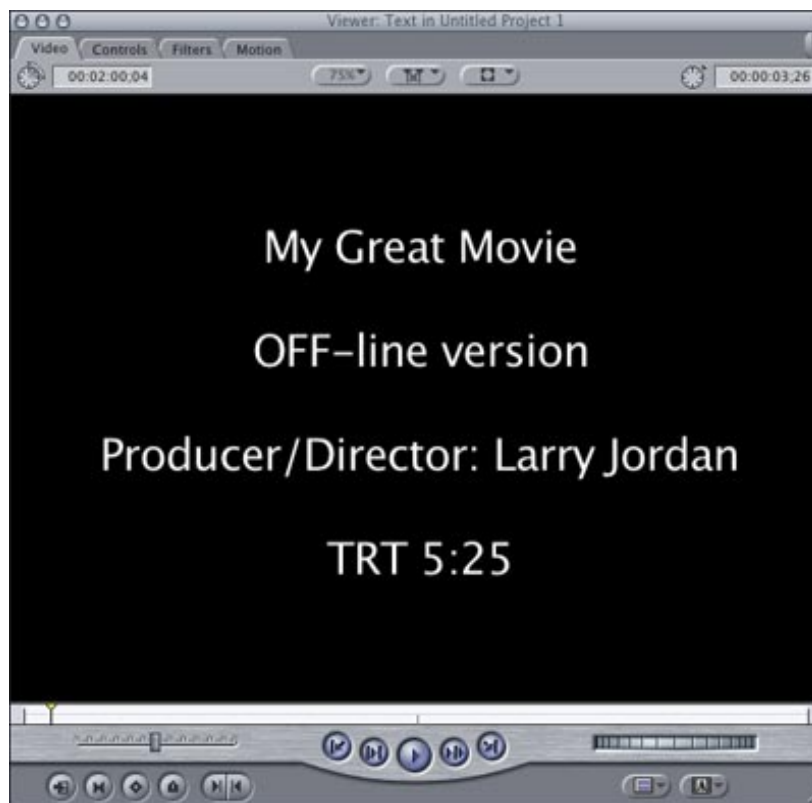 Viewer: Text in Untitled Project 1
Video Controls Filters Motion
00:02:00;04 75% 00:00:03;26
My Great Movie
OFF-line version
Producer/Director: Larry Jordan
TRT 5:25